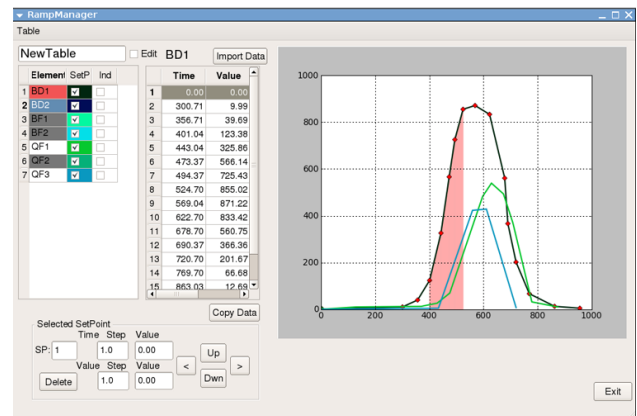 RampManager
Table
NewTable Edit BD1 Import Data
Element SetP Ind
1 BD1
2 BD2
3 BF1
4 BF2
5 QF1
6 QF2
7 QF3
Time Value
1 0.00 0.00
2 300.71 9.99
3 356.71 39.69
4 401.04 123.38
5 443.04 325.86
6 473.37 566.14
7 494.37 725.43
8 524.70 855.02
9 569.04 871.22
10 622.70 833.42
11 678.70 560.75
12 690.37 366.36
13 720.70 201.67
14 769.70 66.68
15 863.03 12.69
Copy Data
Selected SetPoint
Time Step Value
SP: 1 1.0 0.00
Value Step Value
Delete 1.0 0.00
< Up Dwn >
1000
800
600
400
200
0
0 200 400 600 800 1000
Exit